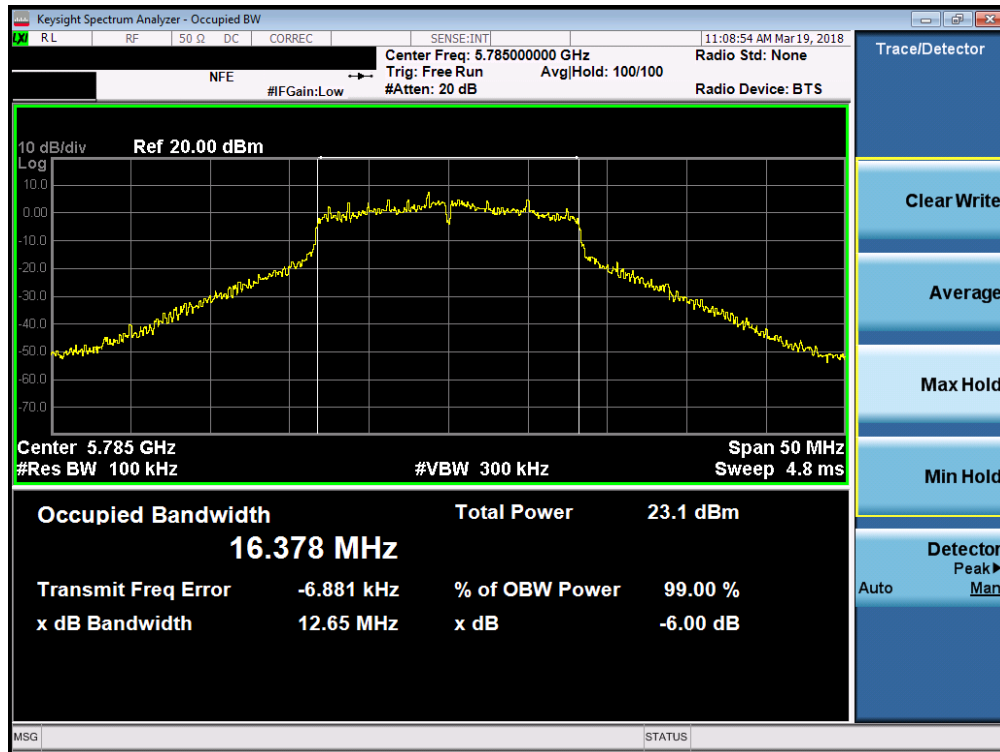 Keysight Spectrum Analyzer - Occupied BW
LXI RL RF 50 Ω DC CORREC SENSE:INT 11:08:54 AM Mar 19, 2018
Center Freq: 5.785000000 GHz Radio Std: None
NFE Trig: Free Run Avg|Hold: 100/100
#IFGain:Low #Atten: 20 dB Radio Device: BTS
10 dB/div Ref 20.00 dBm
Log
10.0
0.00
-10.0
-20.0
-30.0
-40.0
-50.0
-60.0
-70.0
Center 5.785 GHz Span 50 MHz
#Res BW 100 kHz #VBW 300 kHz Sweep 4.8 ms
Occupied Bandwidth Total Power 23.1 dBm
16.378 MHz
Transmit Freq Error -6.881 kHz % of OBW Power 99.00 %
x dB Bandwidth 12.65 MHz x dB -6.00 dB
MSG STATUS
Trace/Detector
Clear Write
Average
Max Hold
Min Hold
Detector
Peak▶
Auto Man